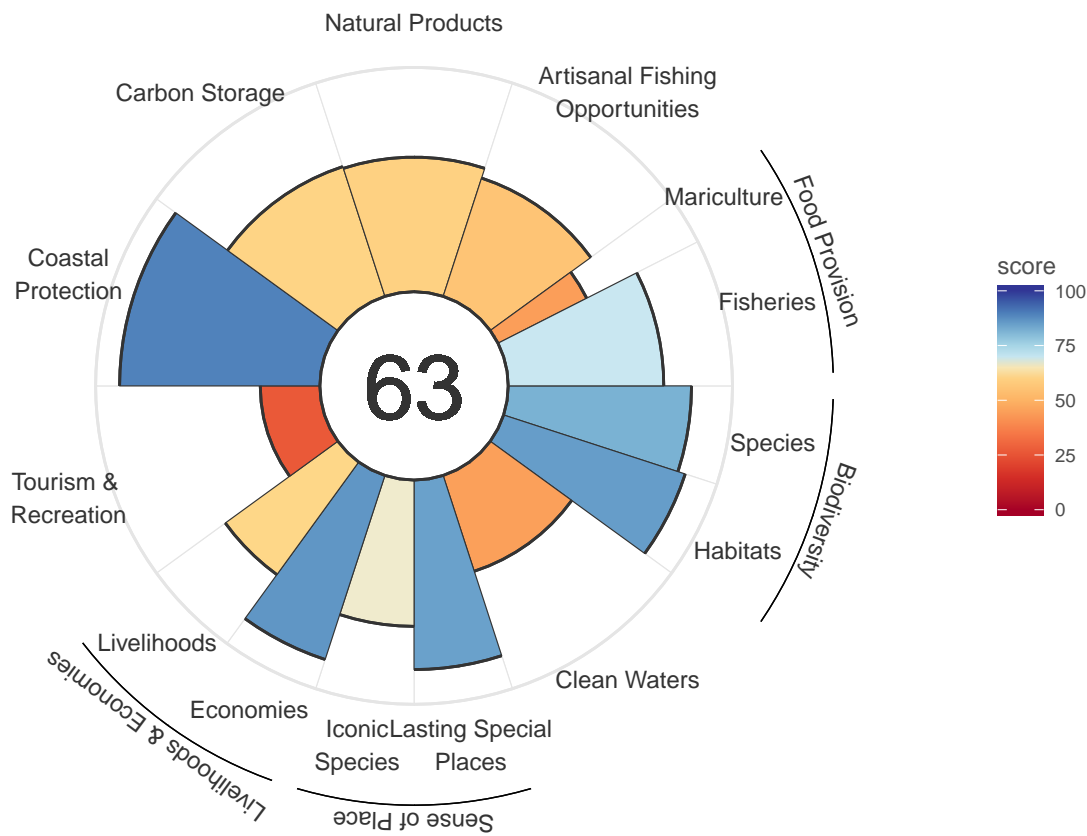 Natural Products
Carbon Storage
Artisanal Fishing
Opportunities
Mariculture
Food Provision
Coastal
Protection
Fisheries
score
100
75
50
25
0
63
Species
Biodiversity
Tourism &
Recreation
Habitats
Livelihoods
Clean Waters
Livelihoods & Economies
Economies
Iconic
Species
Lasting Special
Places
Sense of Place